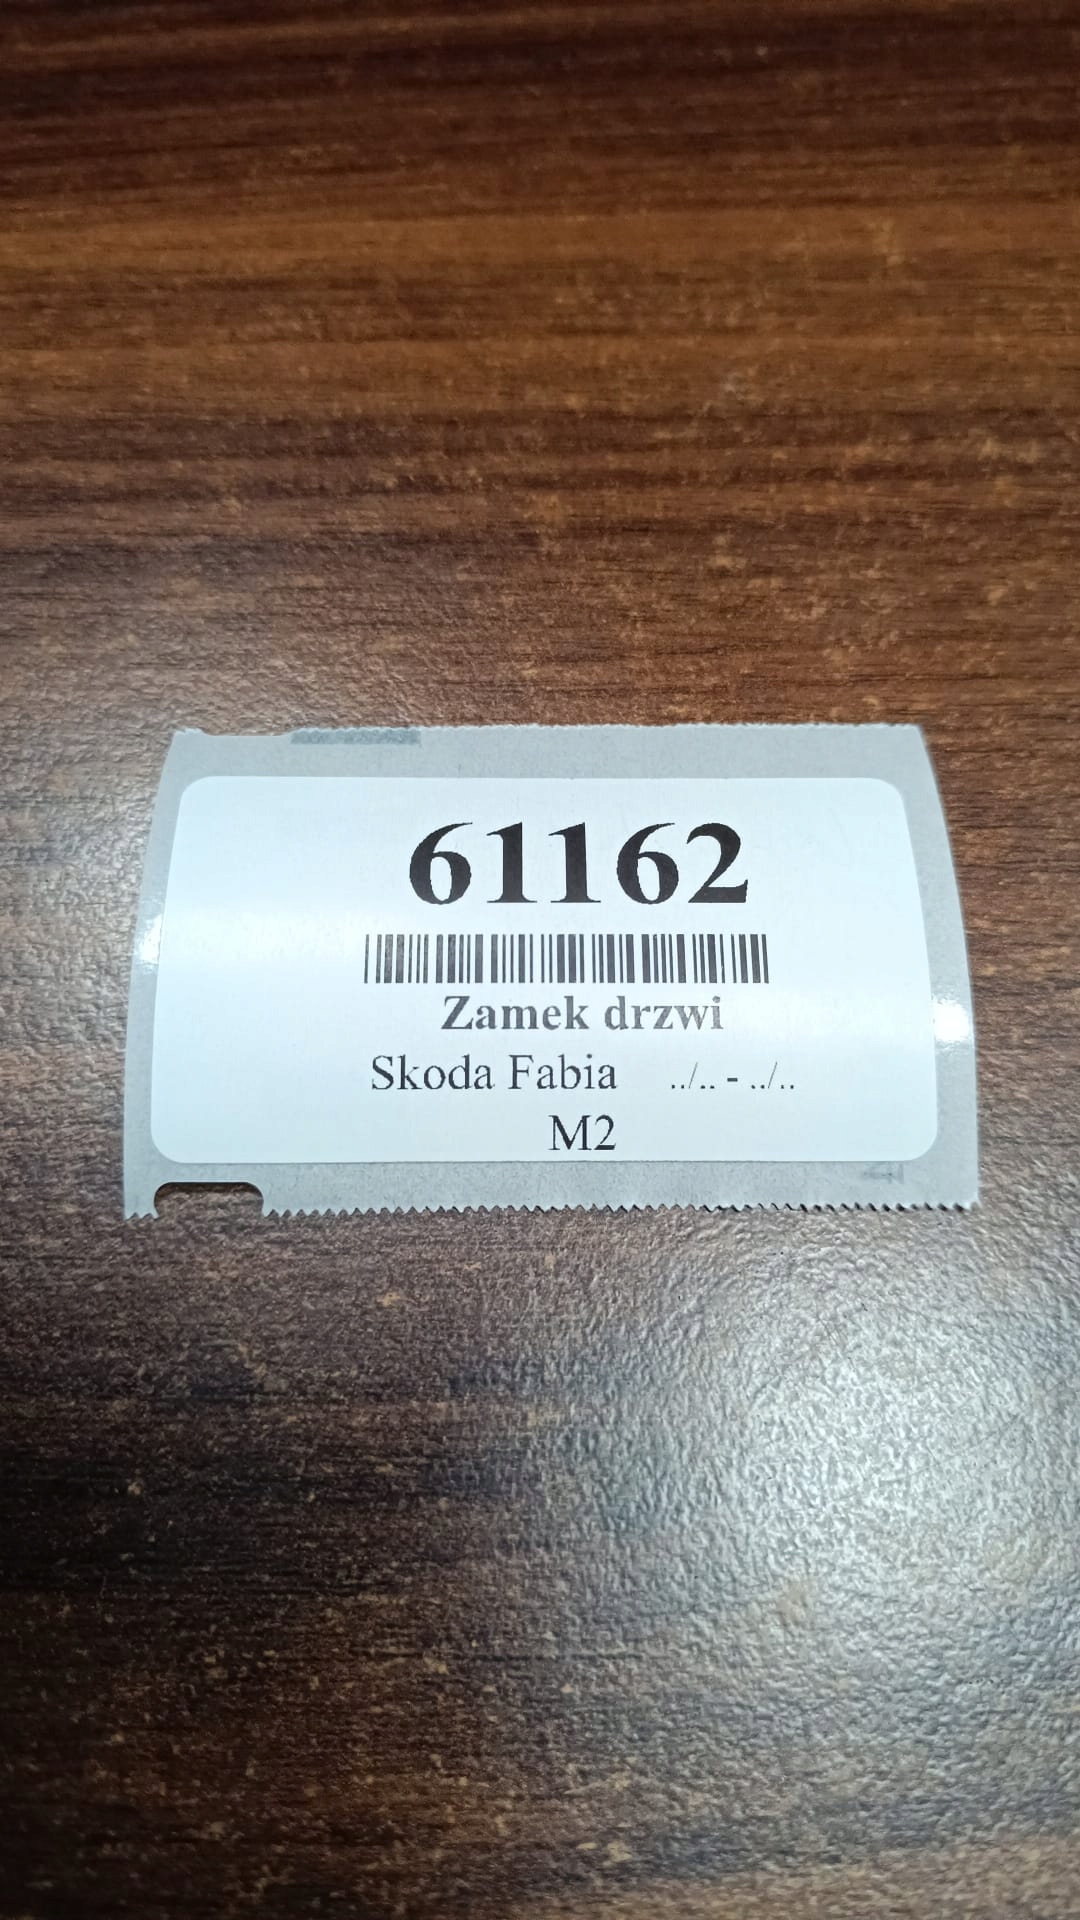 61162
Zamek drzwi
Skoda Fabia ../.. - ../..
M2